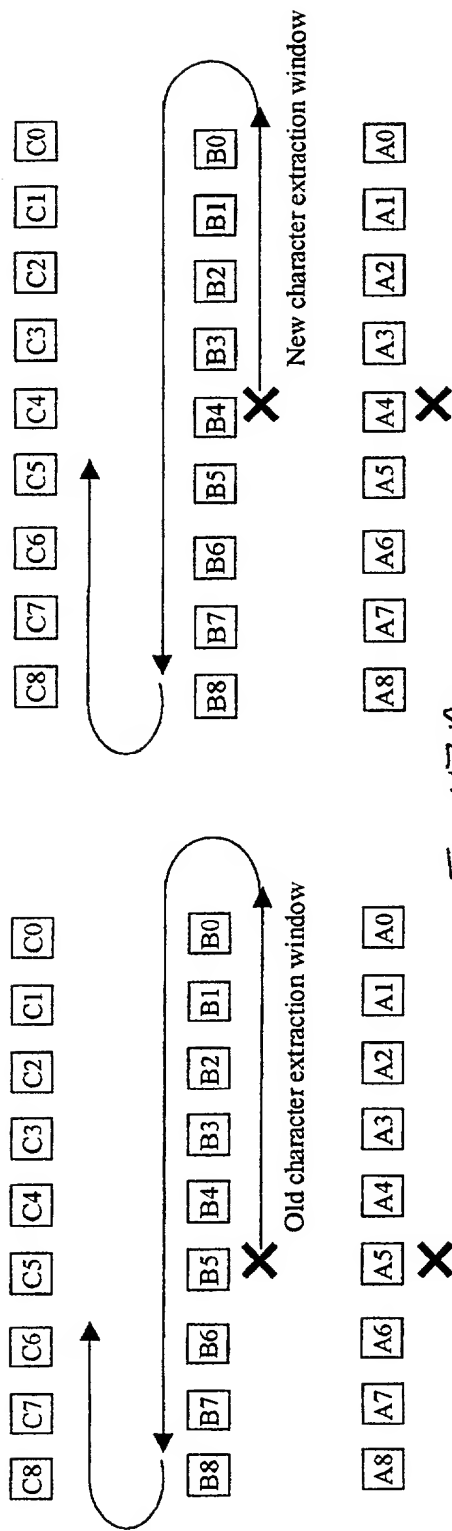 C8 C7 C6 C5 C4 C3 C2 C1 C0
B8 B7 B6 B5 B4 B3 B2 B1 B0
Old character extraction window
A8 A7 A6 A5 A4 A3 A2 A1 A0
C8 C7 C6 C5 C4 C3 C2 C1 C0
B8 B7 B6 B5 B4 B3 B2 B1 B0
New character extraction window
A8 A7 A6 A5 A4 A3 A2 A1 A0